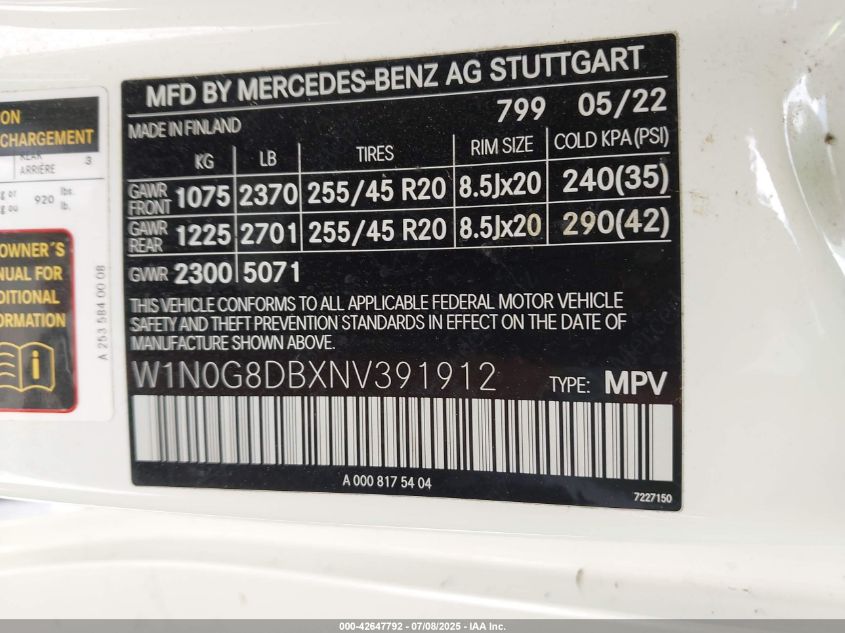 MFD BY MERCEDES-BENZ AG STUTTGART
799 05/22
MADE IN FINLAND
KG LB TIRES RIM SIZE COLD KPA (PSI)
GAWR FRONT 1075 2370 255/45 R20 8.5Jx20 240(35)
GAWR REAR 1225 2701 255/45 R20 8.5Jx20 290(42)
GVWR 2300 5071
THIS VEHICLE CONFORMS TO ALL APPLICABLE FEDERAL MOTOR VEHICLE
SAFETY AND THEFT PREVENTION STANDARDS IN EFFECT ON THE DATE OF
MANUFACTURE SHOWN ABOVE.
W1N0G8DBXNV391912 TYPE: MPV
A 000 817 54 04
7227150
ON
CHARGEMENT
REAR
ARRIÈRE 3
g or
g ou 920 lbs.
lb.
OWNER´S
NUAL FOR
DITIONAL
FORMATION
A 253 584 00 08
000-42647792 - 07/08/2025 - IAA Inc.